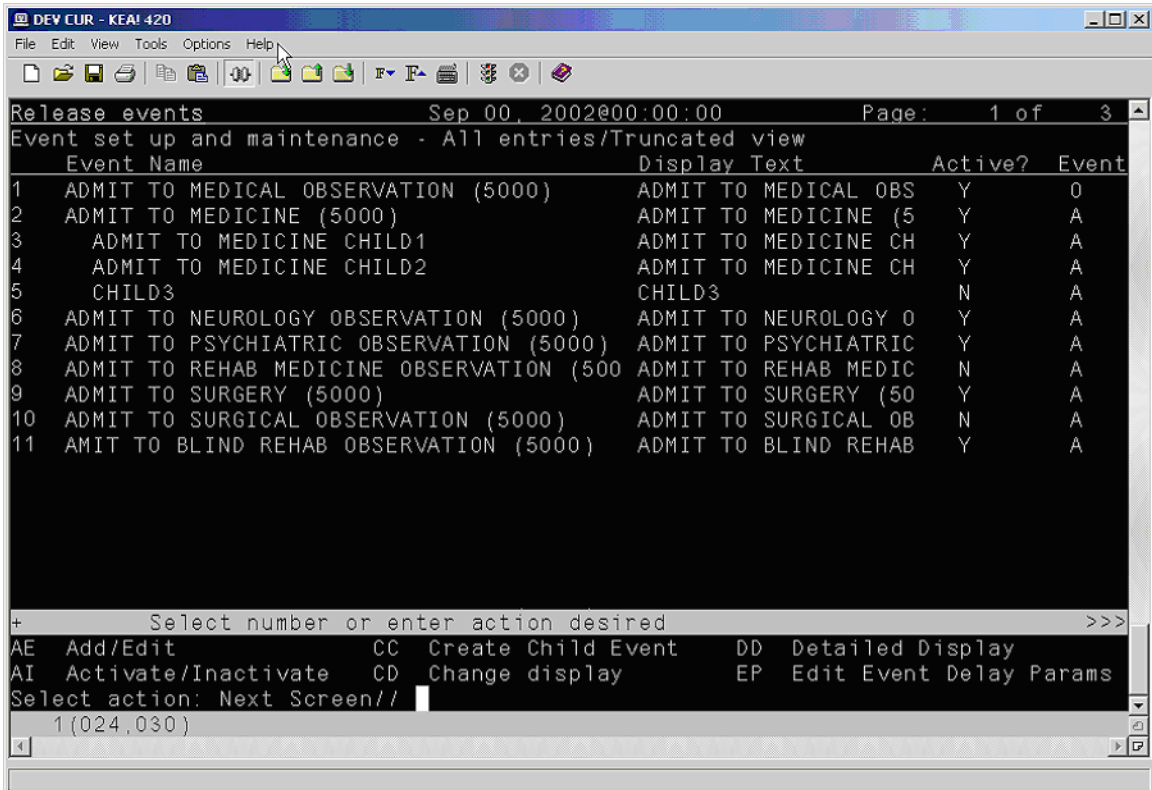 DEV CUR - KEA! 420
File Edit View Tools Options Help
Release events Sep 00, 2002@00:00:00 Page: 1 of 3
Event set up and maintenance - All entries/Truncated view
Event Name Display Text Active? Event
1 ADMIT TO MEDICAL OBSERVATION (5000) ADMIT TO MEDICAL OBS Y O
2 ADMIT TO MEDICINE (5000) ADMIT TO MEDICINE (5 Y A
3 ADMIT TO MEDICINE CHILD1 ADMIT TO MEDICINE CH Y A
4 ADMIT TO MEDICINE CHILD2 ADMIT TO MEDICINE CH Y A
5 CHILD3 CHILD3 N A
6 ADMIT TO NEUROLOGY OBSERVATION (5000) ADMIT TO NEUROLOGY O Y A
7 ADMIT TO PSYCHIATRIC OBSERVATION (5000) ADMIT TO PSYCHIATRIC Y A
8 ADMIT TO REHAB MEDICINE OBSERVATION (500 ADMIT TO REHAB MEDIC N A
9 ADMIT TO SURGERY (5000) ADMIT TO SURGERY (50 Y A
10 ADMIT TO SURGICAL OBSERVATION (5000) ADMIT TO SURGICAL OB N A
11 AMIT TO BLIND REHAB OBSERVATION (5000) ADMIT TO BLIND REHAB Y A
+ Select number or enter action desired >>>
AE Add/Edit CC Create Child Event DD Detailed Display
AI Activate/Inactivate CD Change display EP Edit Event Delay Params
Select action: Next Screen//
1(024,030)